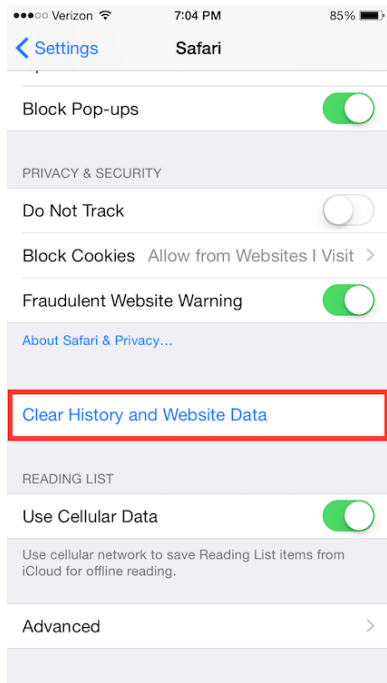 Verizon 7:04 PM 85%
Settings Safari
Block Pop-ups
PRIVACY & SECURITY
Do Not Track
Block Cookies Allow from Websites I Visit
Fraudulent Website Warning
About Safari & Privacy...
Clear History and Website Data
READING LIST
Use Cellular Data
Use cellular network to save Reading List items from
iCloud for offline reading.
Advanced